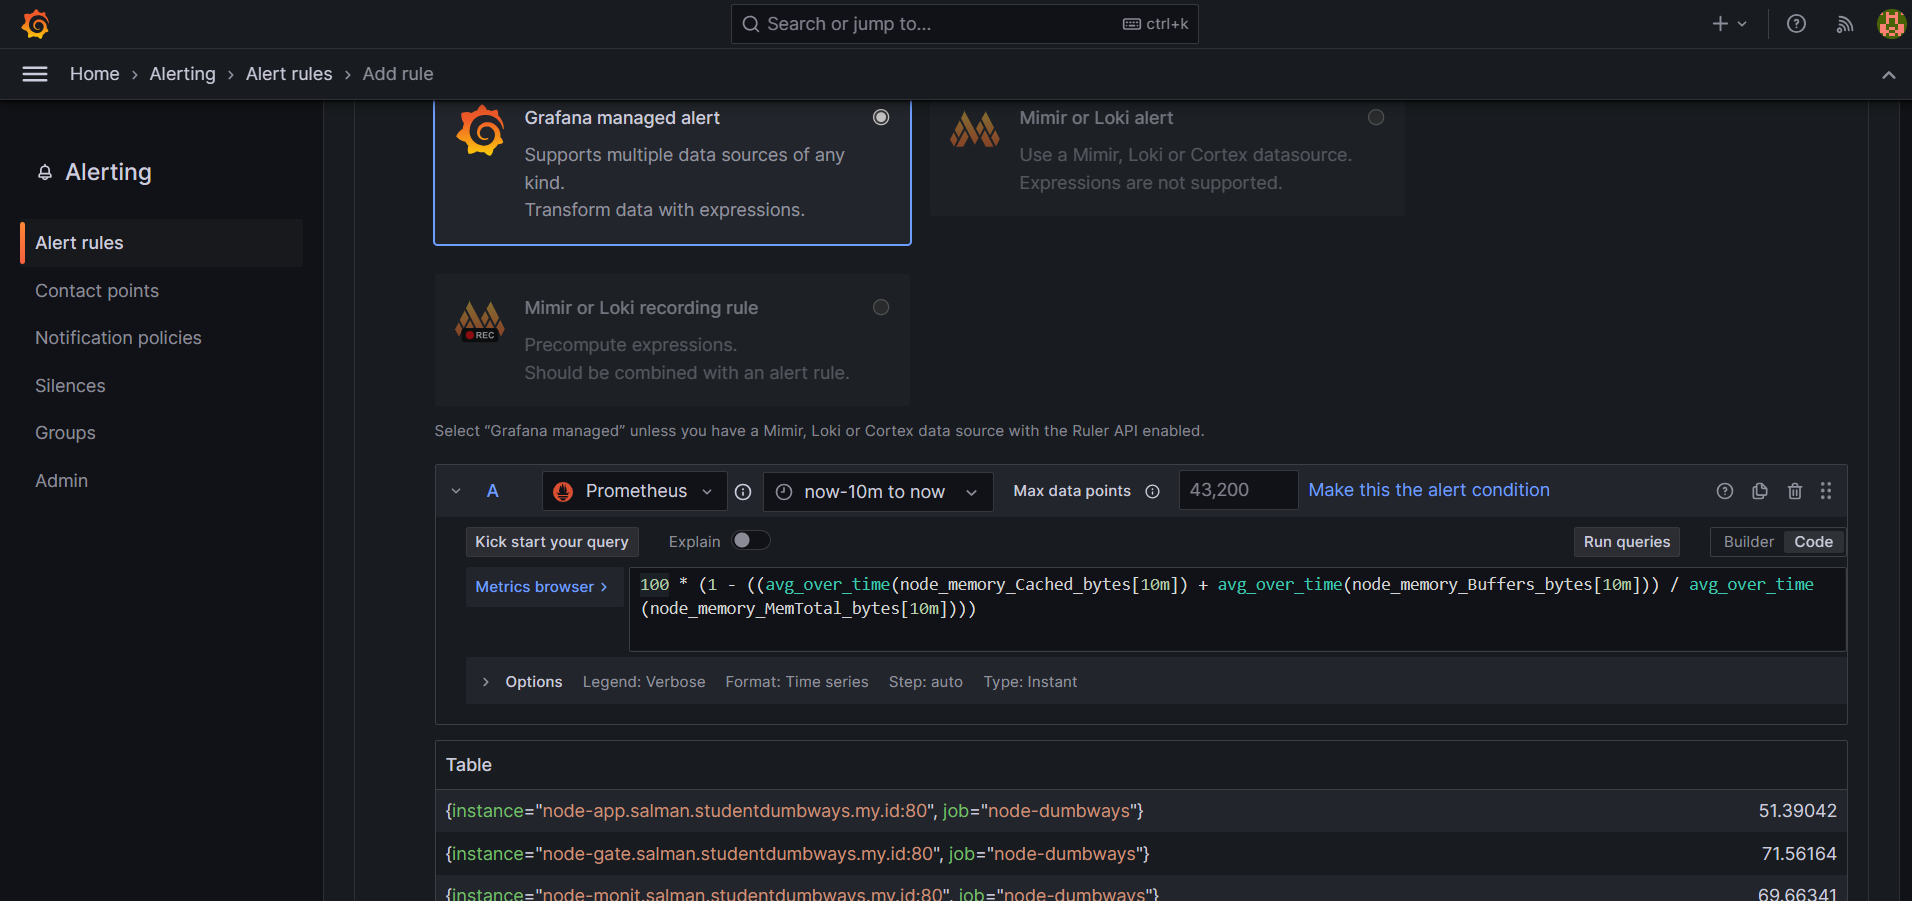 Search or jump to...
ctrl+k
Home › Alerting › Alert rules › Add rule
Alerting
Alert rules
Contact points
Notification policies
Silences
Groups
Admin
Grafana managed alert
Supports multiple data sources of any
kind.
Transform data with expressions.
Mimir or Loki alert
Use a Mimir, Loki or Cortex datasource.
Expressions are not supported.
REC
Mimir or Loki recording rule
Precompute expressions.
Should be combined with an alert rule.
Select “Grafana managed” unless you have a Mimir, Loki or Cortex data source with the Ruler API enabled.
A Prometheus now-10m to now Max data points 43,200 Make this the alert condition
Kick start your query Explain Run queries Builder Code
Metrics browser >
100 * (1 - ((avg_over_time(node_memory_Cached_bytes[10m]) + avg_over_time(node_memory_Buffers_bytes[10m])) / avg_over_time
(node_memory_MemTotal_bytes[10m])))
Options Legend: Verbose Format: Time series Step: auto Type: Instant
Table
{instance="node-app.salman.studentdumbways.my.id:80", job="node-dumbways"} 51.39042
{instance="node-gate.salman.studentdumbways.my.id:80", job="node-dumbways"} 71.56164
{instance="node-monit.salman.studentdumbways.my.id:80", job="node-dumbways"} 69.66341